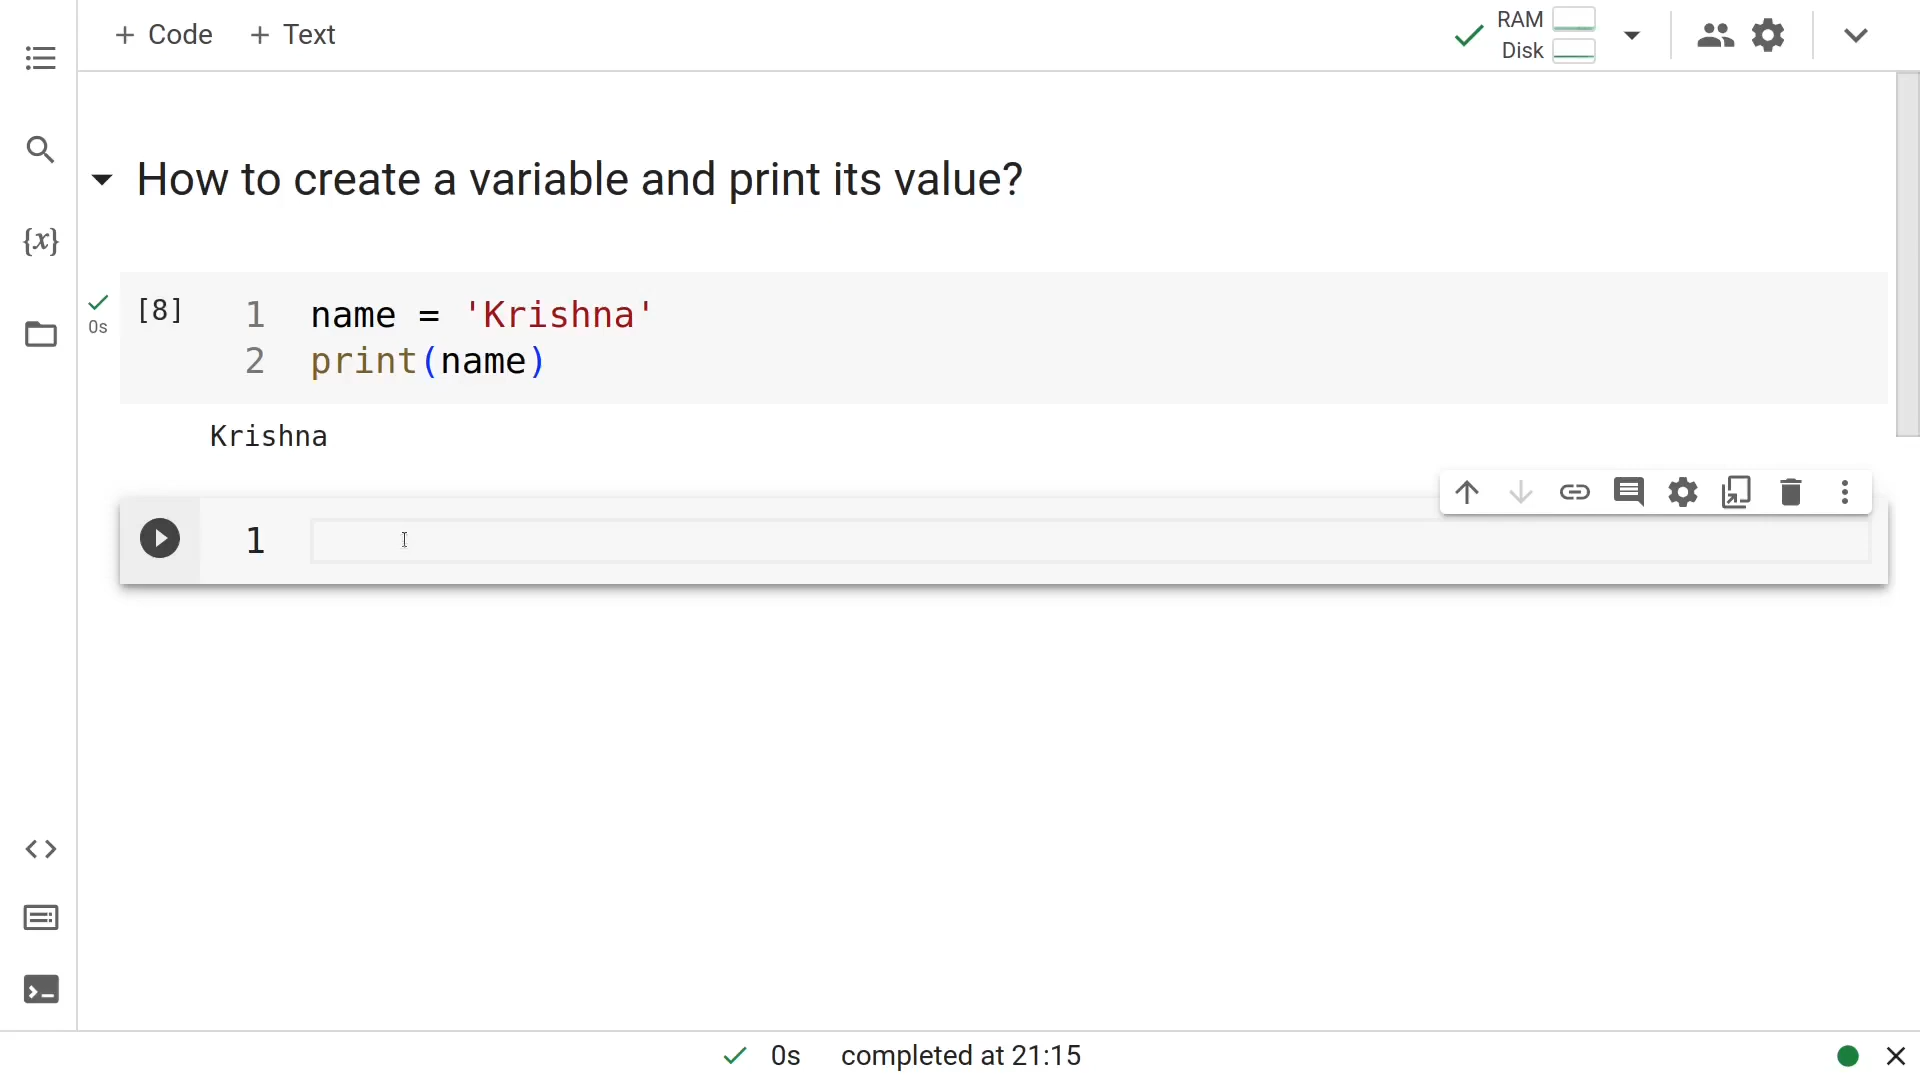 + Code + Text
RAM
Disk
How to create a variable and print its value?
{x}
[8]
0s
1 name = 'Krishna'
2 print(name)
Krishna
1
0s completed at 21:15